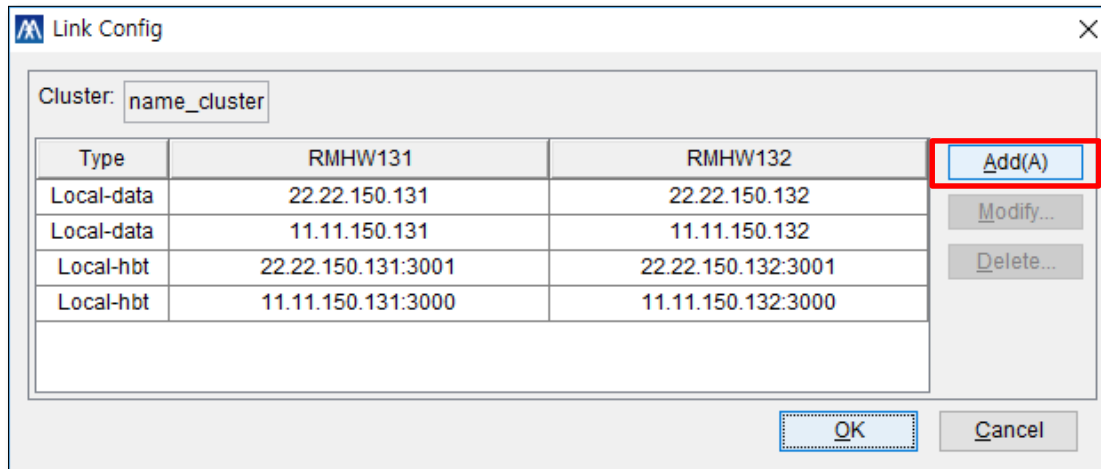 Link Config
Cluster: name_cluster
Type RMHW131 RMHW132
Local-data 22.22.150.131 22.22.150.132
Local-data 11.11.150.131 11.11.150.132
Local-hbt 22.22.150.131:3001 22.22.150.132:3001
Local-hbt 11.11.150.131:3000 11.11.150.132:3000
Add(A)
Modify...
Delete...
OK Cancel